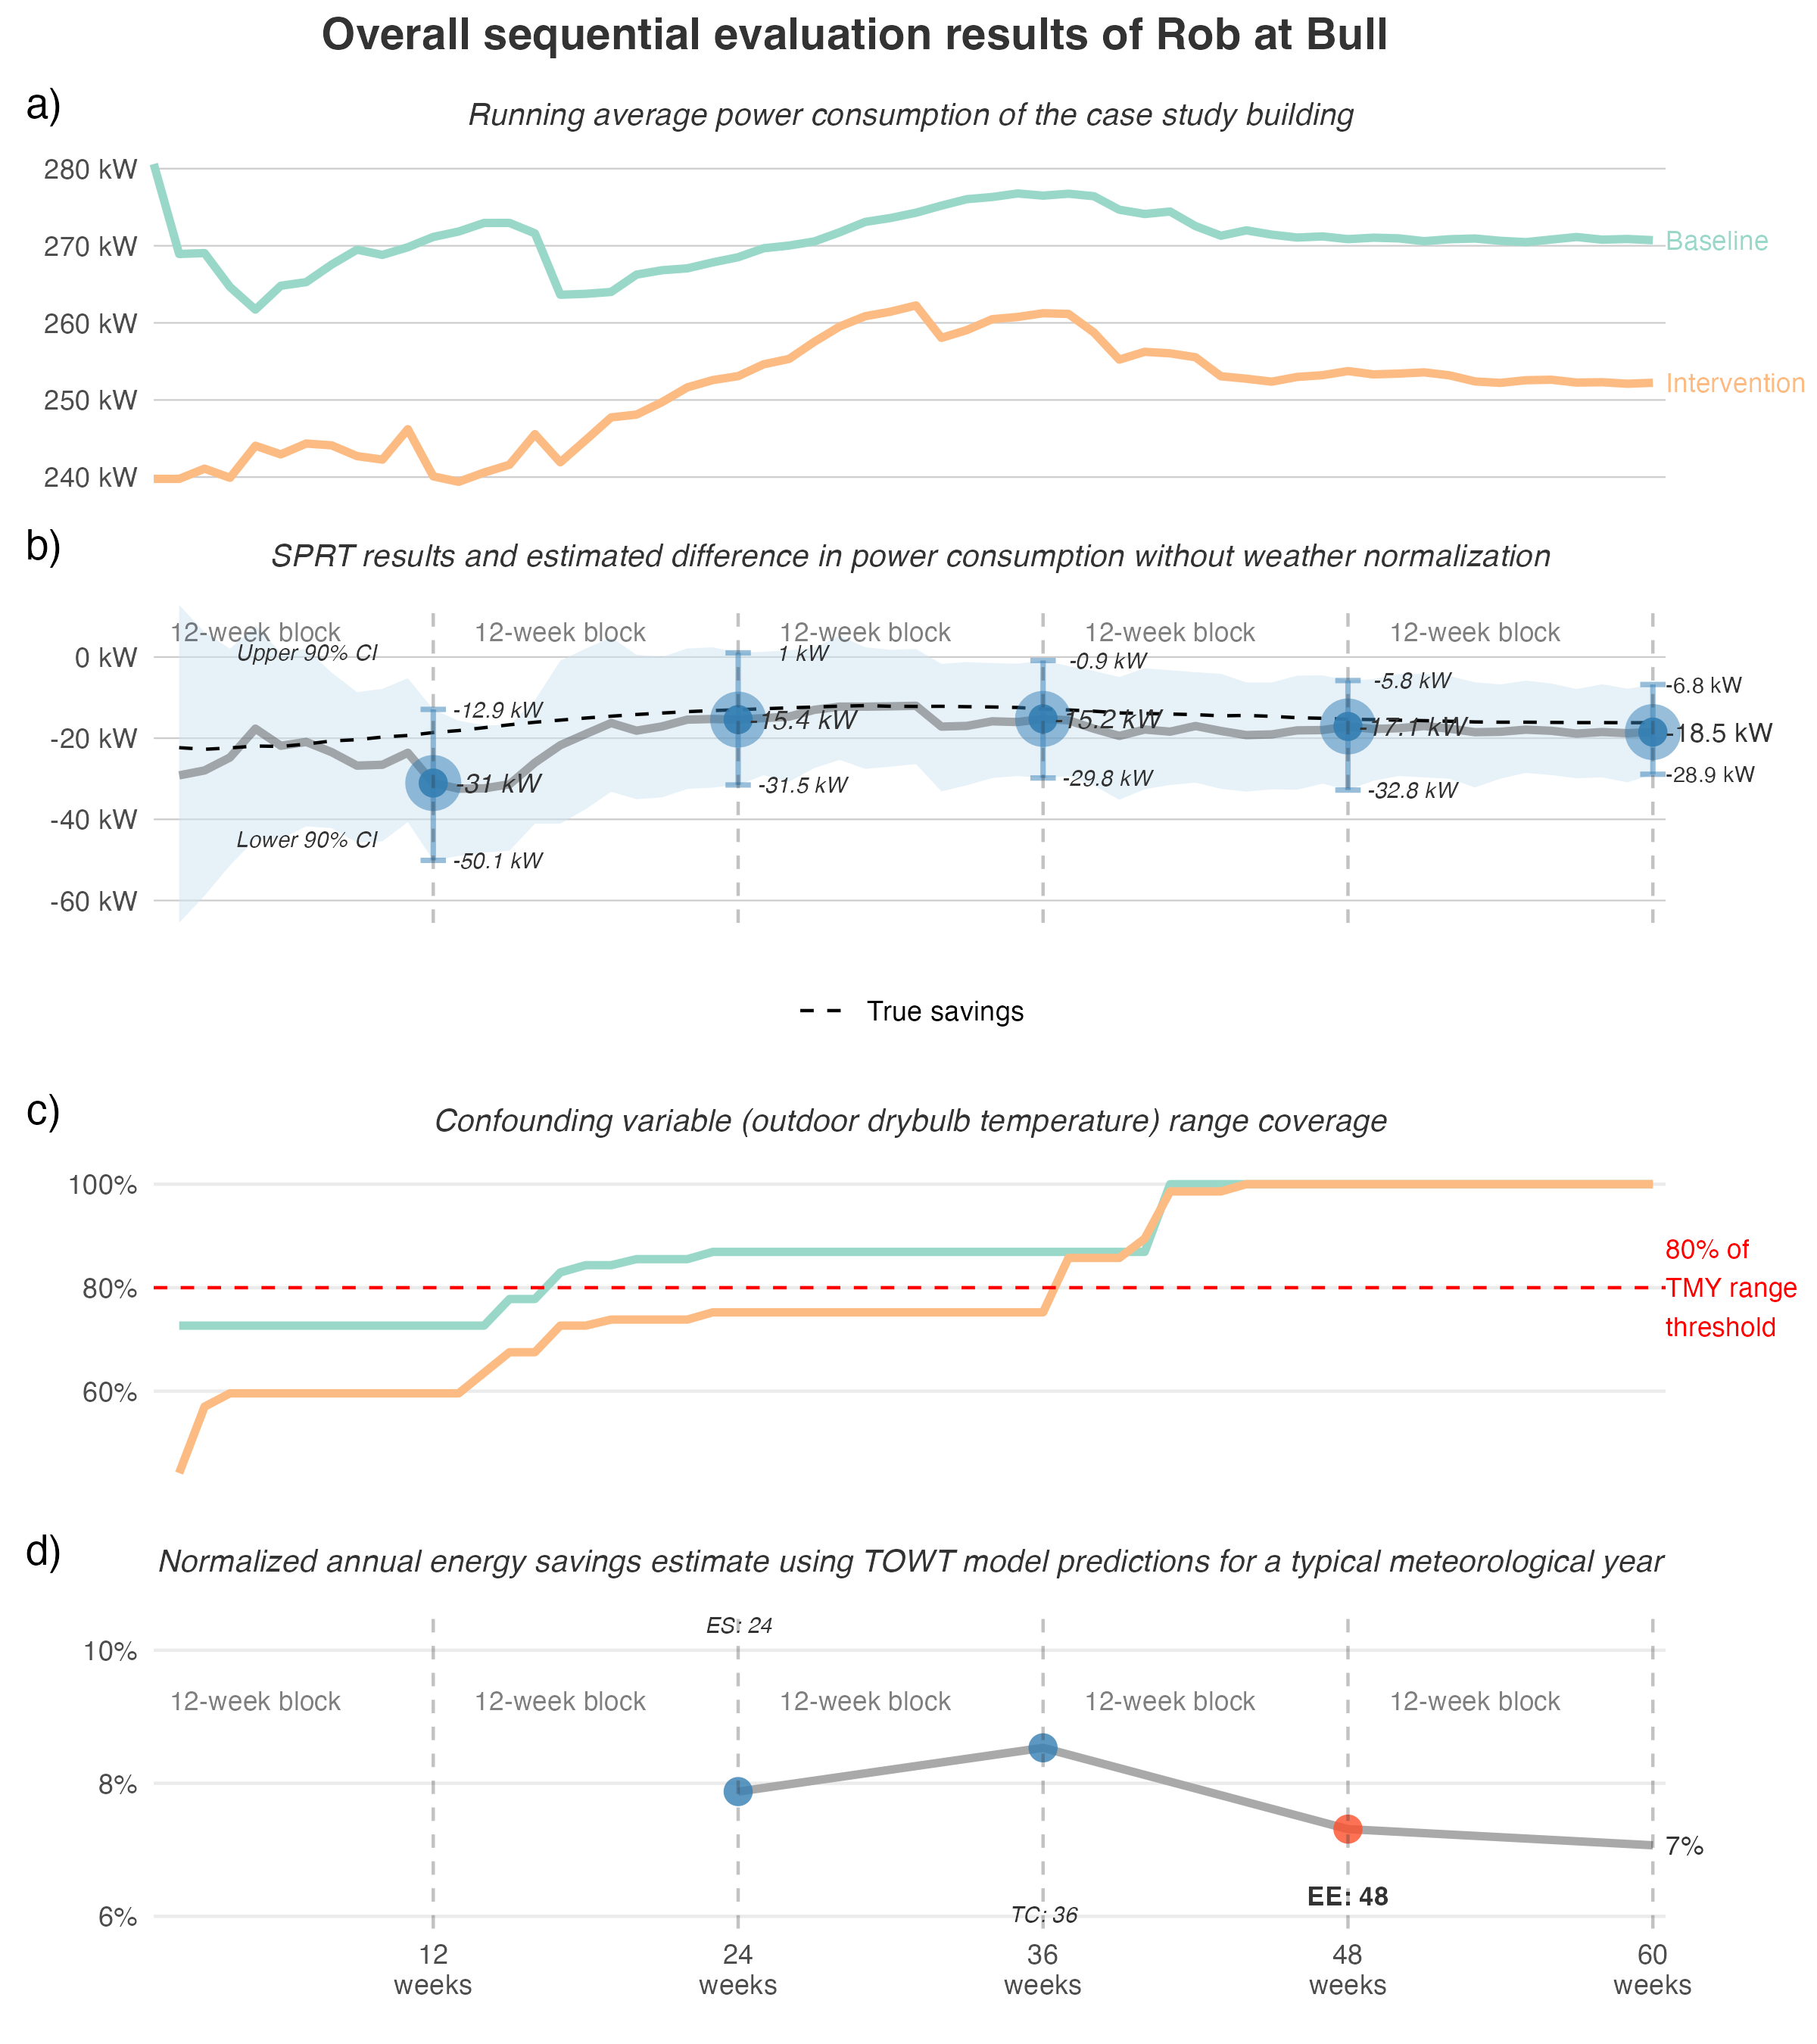 Overall sequential evaluation results of Rob at Bull
a)
Running average power consumption of the case study building
280 kW
270 kW
260 kW
250 kW
240 kW
Baseline
Intervention
b)
SPRT results and estimated difference in power consumption without weather normalization
12-week block
12-week block
12-week block
12-week block
12-week block
Upper 90% CI
Lower 90% CI
0 kW
-20 kW
-40 kW
-60 kW
-12.9 kW
-31 kW
-50.1 kW
1 kW
-15.4 kW
-31.5 kW
-0.9 kW
-15.2 kW
-29.8 kW
-5.8 kW
-17.1 kW
-32.8 kW
-6.8 kW
-18.5 kW
-28.9 kW
True savings
c)
Confounding variable (outdoor drybulb temperature) range coverage
100%
80%
60%
80% of
TMY range
threshold
d)
Normalized annual energy savings estimate using TOWT model predictions for a typical meteorological year
ES: 24
10%
8%
6%
12-week block
12-week block
12-week block
12-week block
12-week block
7%
EE: 48
TC: 36
12
weeks
24
weeks
36
weeks
48
weeks
60
weeks